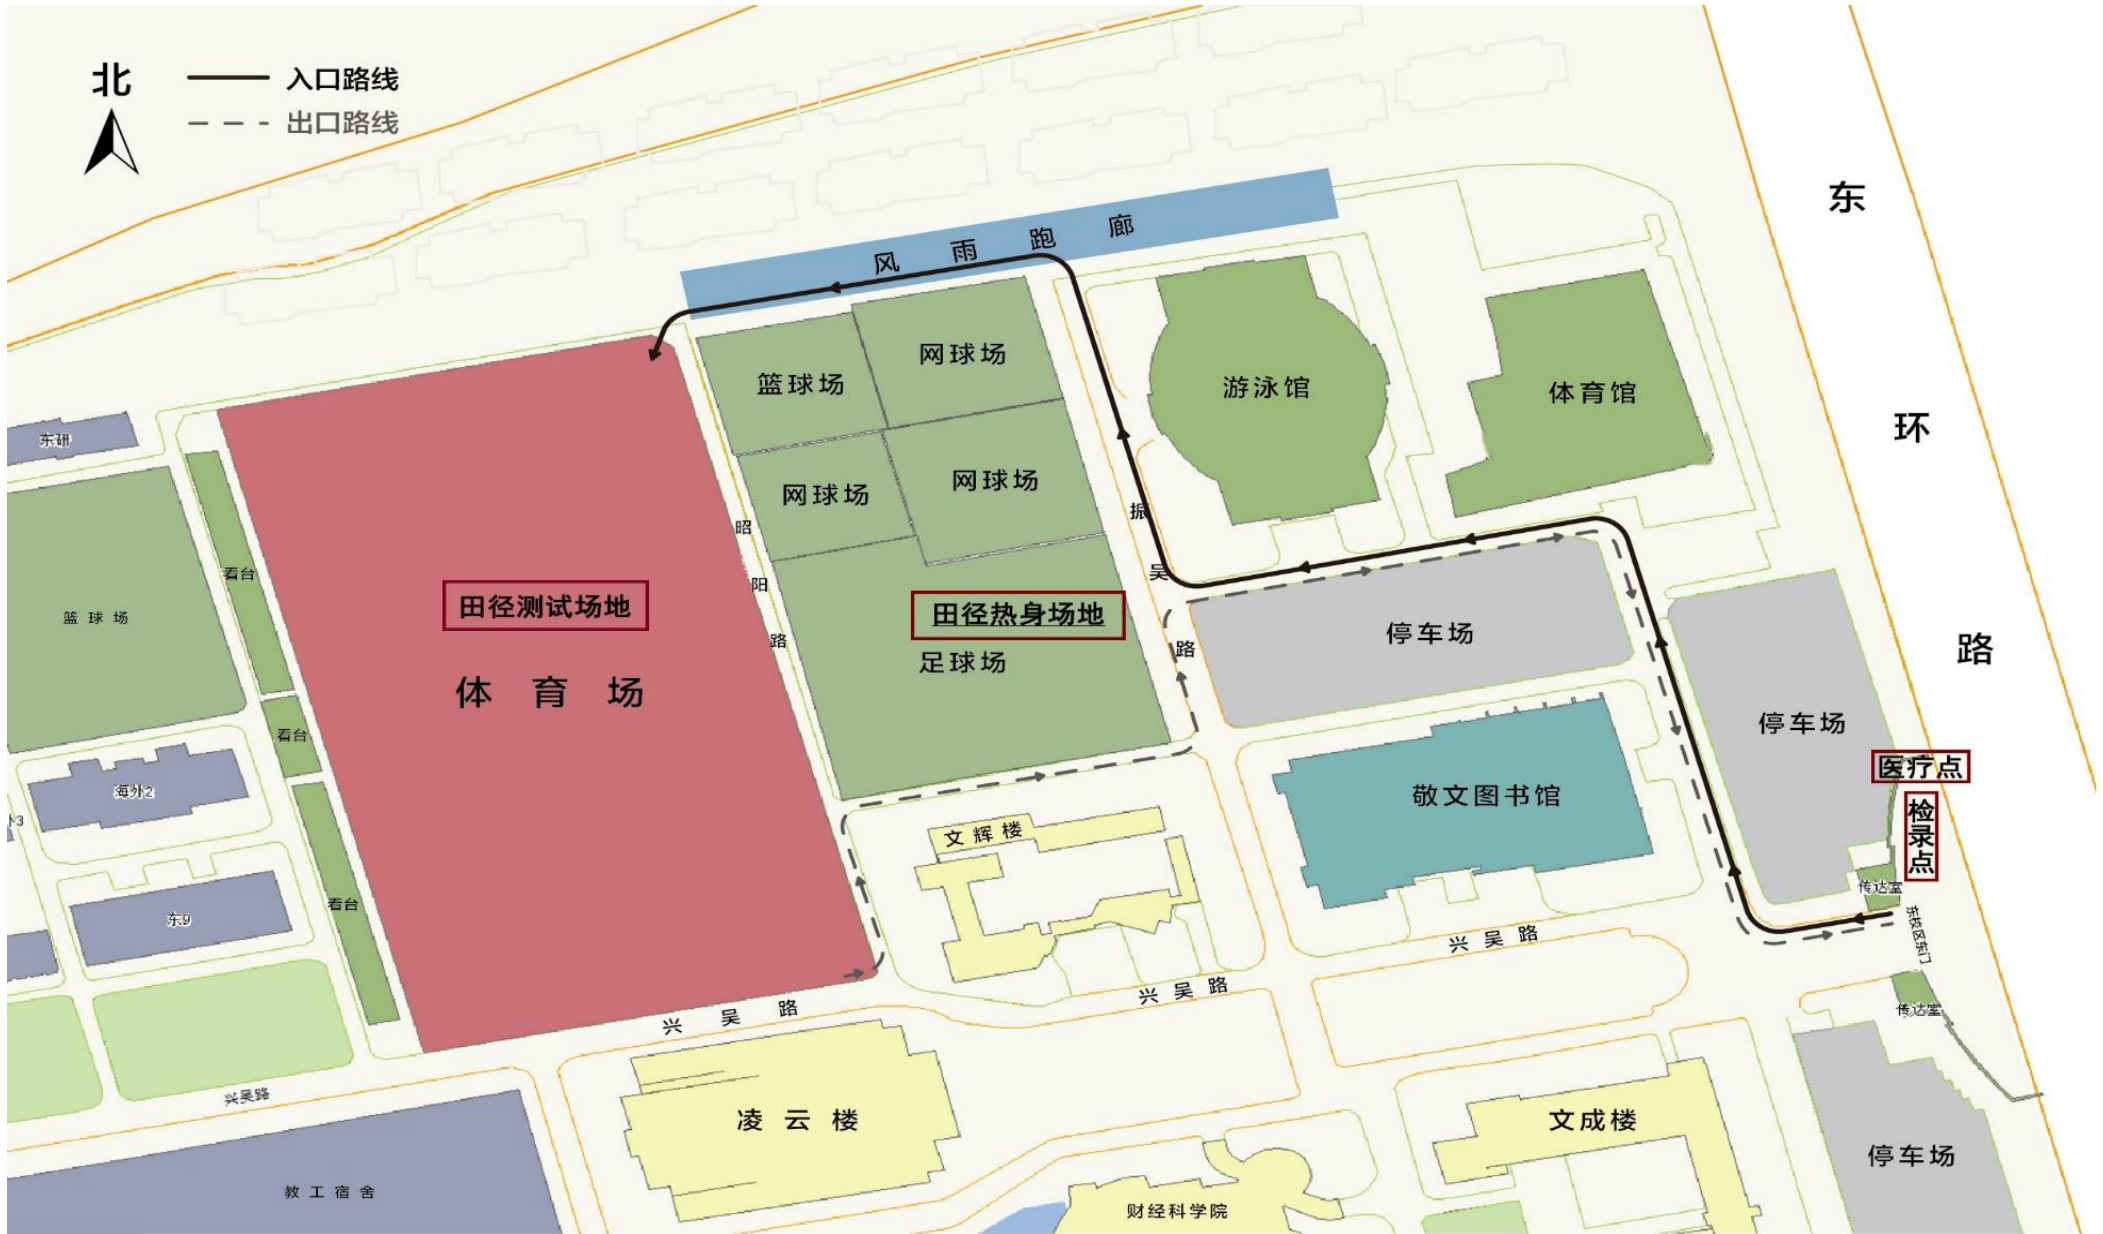 北
入口路线
出口路线
东环路
风雨跑廊
篮球场
网球场
网球场
网球场
游泳馆
体育馆
东研
看台
篮球场
田径测试场地
体育场
昭阳路
田径热身场地
足球场
振吴路
停车场
停车场
医疗点
检录点
传达室
东校区东门
敬文图书馆
文辉楼
看台
海外2
看台
东9
兴吴路
兴吴路
兴吴路
兴吴路
传达室
凌云楼
文成楼
停车场
教工宿舍
财经科学院